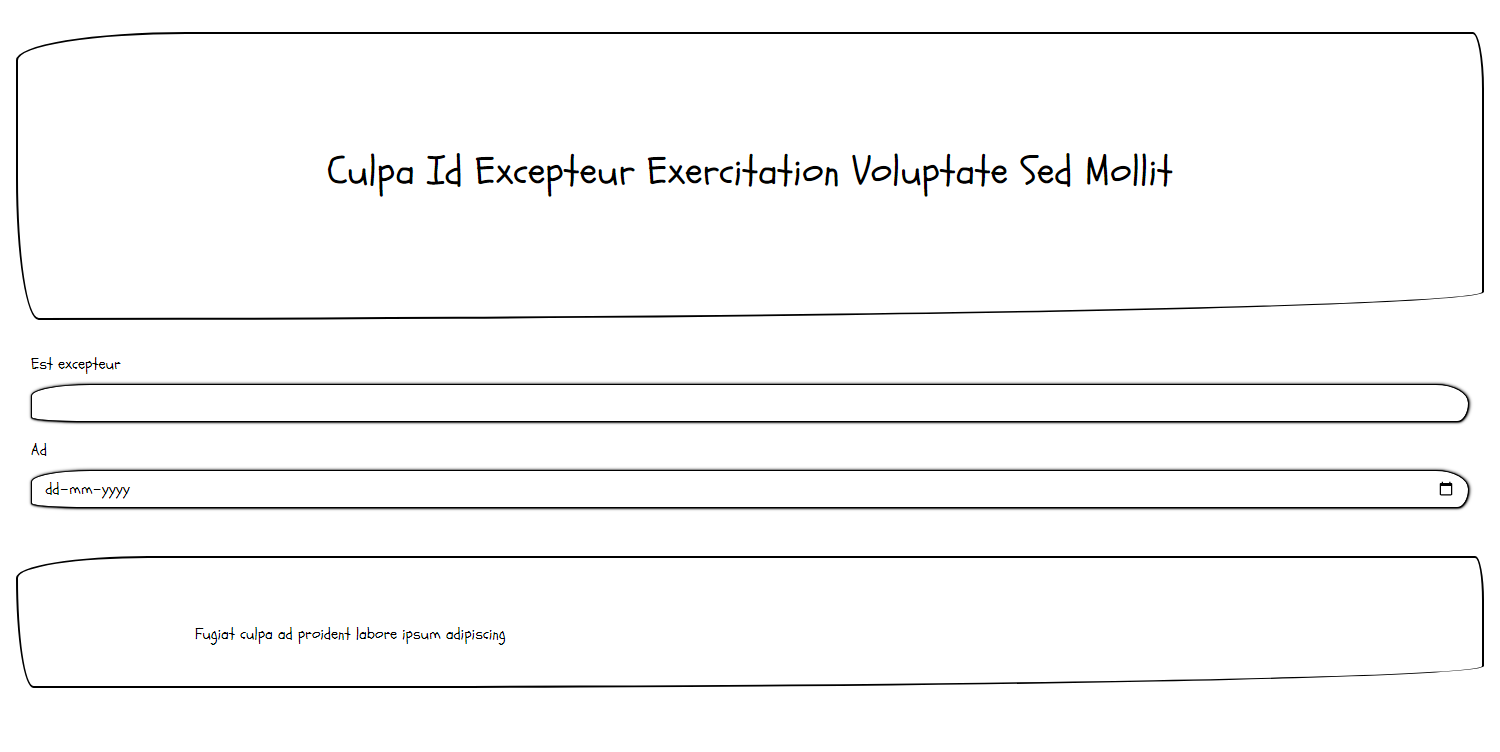 Culpa Id Excepteur Exercitation Voluptate Sed Mollit
Est excepteur
Ad
dd-mm-yyyy
Fugiat culpa ad proident labore ipsum adipiscing